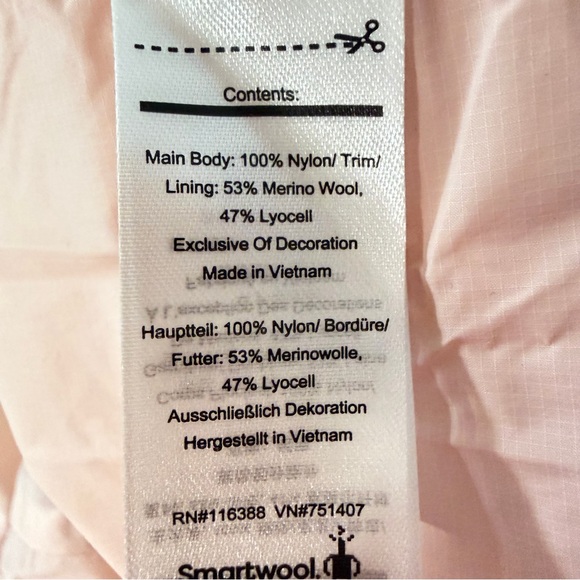 Contents:
Main Body: 100% Nylon/ Trim/
Lining: 53% Merino Wool,
47% Lyocell
Exclusive Of Decoration
Made in Vietnam
Hauptteil: 100% Nylon/ Bordüre/
Futter: 53% Merinowolle,
47% Lyocell
Ausschließlich Dekoration
Hergestellt in Vietnam
RN#116388 VN#751407
Smartwool.